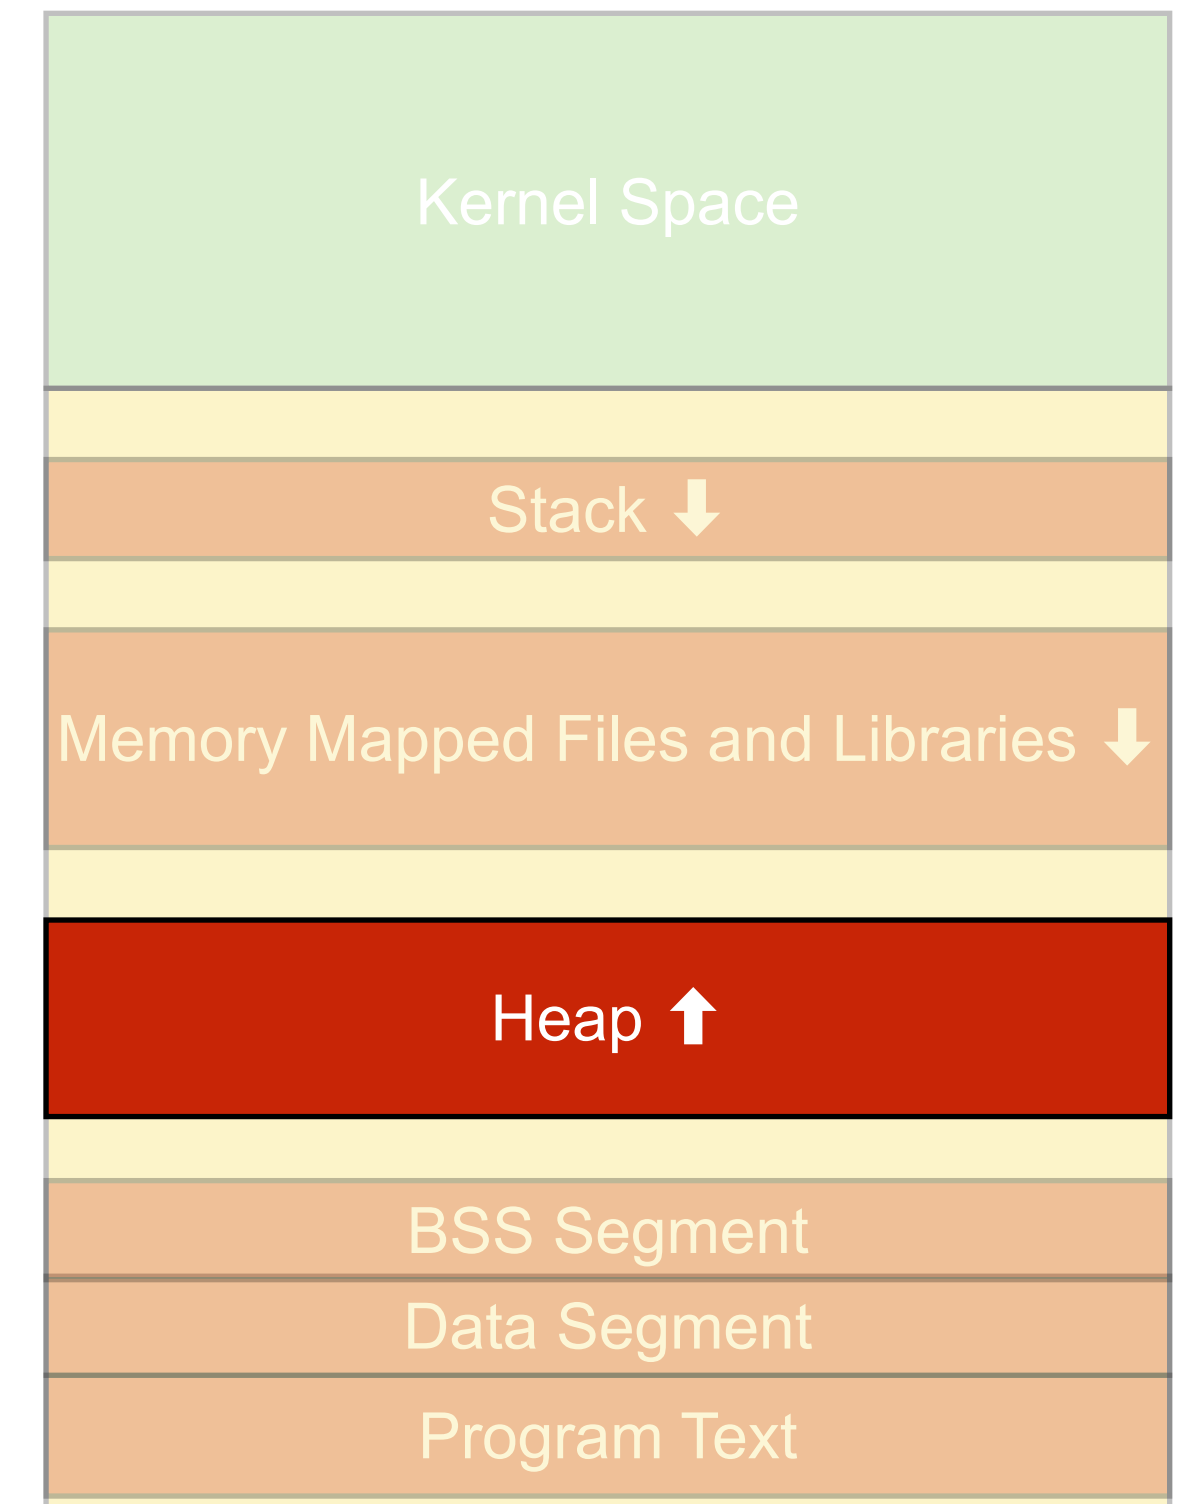 Kernel Space
Stack ⬇
Memory Mapped Files and Libraries ⬇
Heap ⬆
BSS Segment
Data Segment
Program Text